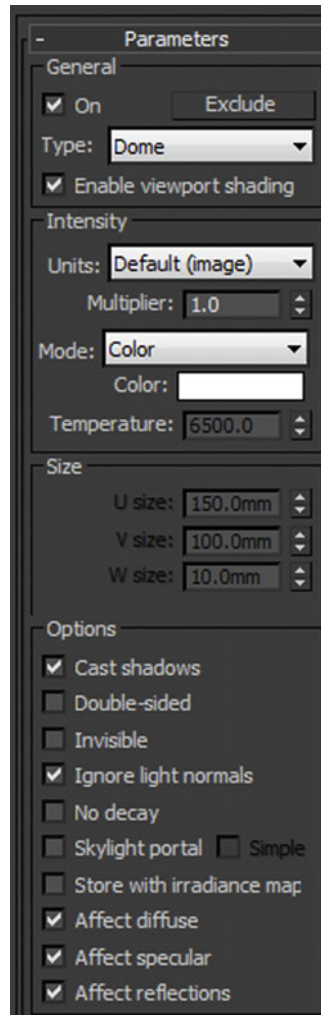 - Parameters
General
On Exclude
Type: Dome
Enable viewport shading
Intensity
Units: Default (image)
Multiplier: 1.0
Mode: Color
Color:
Temperature: 6500.0
Size
U size: 150.0mm
V size: 100.0mm
W size: 10.0mm
Options
Cast shadows
Double-sided
Invisible
Ignore light normals
No decay
Skylight portal Simple
Store with irradiance map
Affect diffuse
Affect specular
Affect reflections